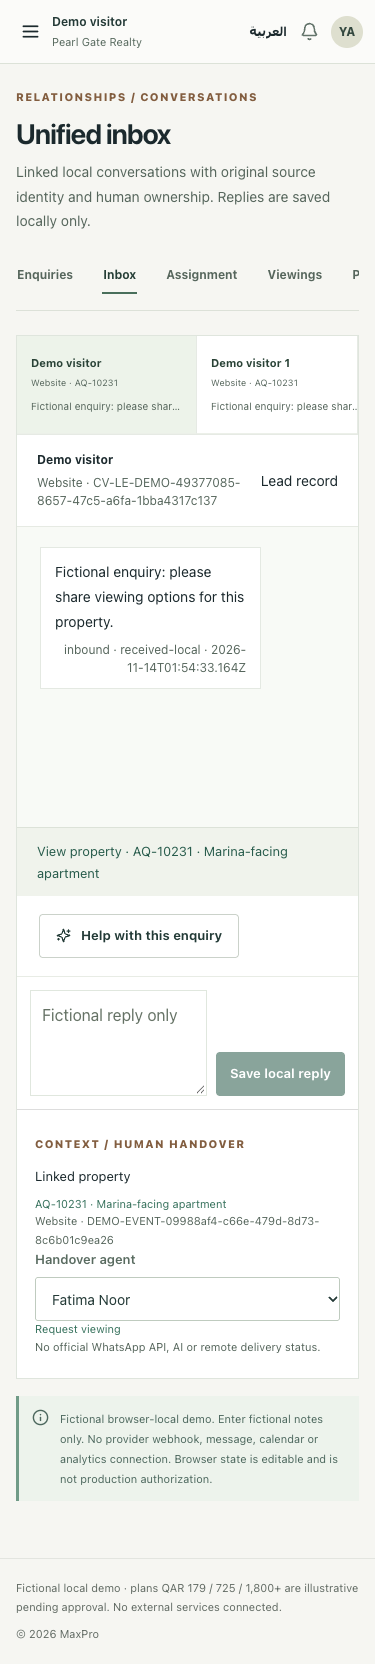 Demo visitor
Pearl Gate Realty
العربية
YA
RELATIONSHIPS / CONVERSATIONS
Unified inbox
Linked local conversations with original source
identity and human ownership. Replies are saved
locally only.
Enquiries Inbox Assignment Viewings P
Demo visitor
Website · AQ-10231
Fictional enquiry: please shar...
Demo visitor 1
Website · AQ-10231
Fictional enquiry: please shar...
Demo visitor
Website · CV-LE-DEMO-49377085-
8657-47c5-a6fa-1bba4317c137
Lead record
Fictional enquiry: please
share viewing options for this
property.
inbound · received-local · 2026-
11-14T01:54:33.164Z
View property · AQ-10231 · Marina-facing
apartment
Help with this enquiry
Fictional reply only
Save local reply
CONTEXT / HUMAN HANDOVER
Linked property
AQ-10231 · Marina-facing apartment
Website · DEMO-EVENT-09988af4-c66e-479d-8d73-
8c6b01c9ea26
Handover agent
Fatima Noor
Request viewing
No official WhatsApp API, AI or remote delivery status.
Fictional browser-local demo. Enter fictional notes
only. No provider webhook, message, calendar or
analytics connection. Browser state is editable and is
not production authorization.
Fictional local demo · plans QAR 179 / 725 / 1,800+ are illustrative
pending approval. No external services connected.
© 2026 MaxPro